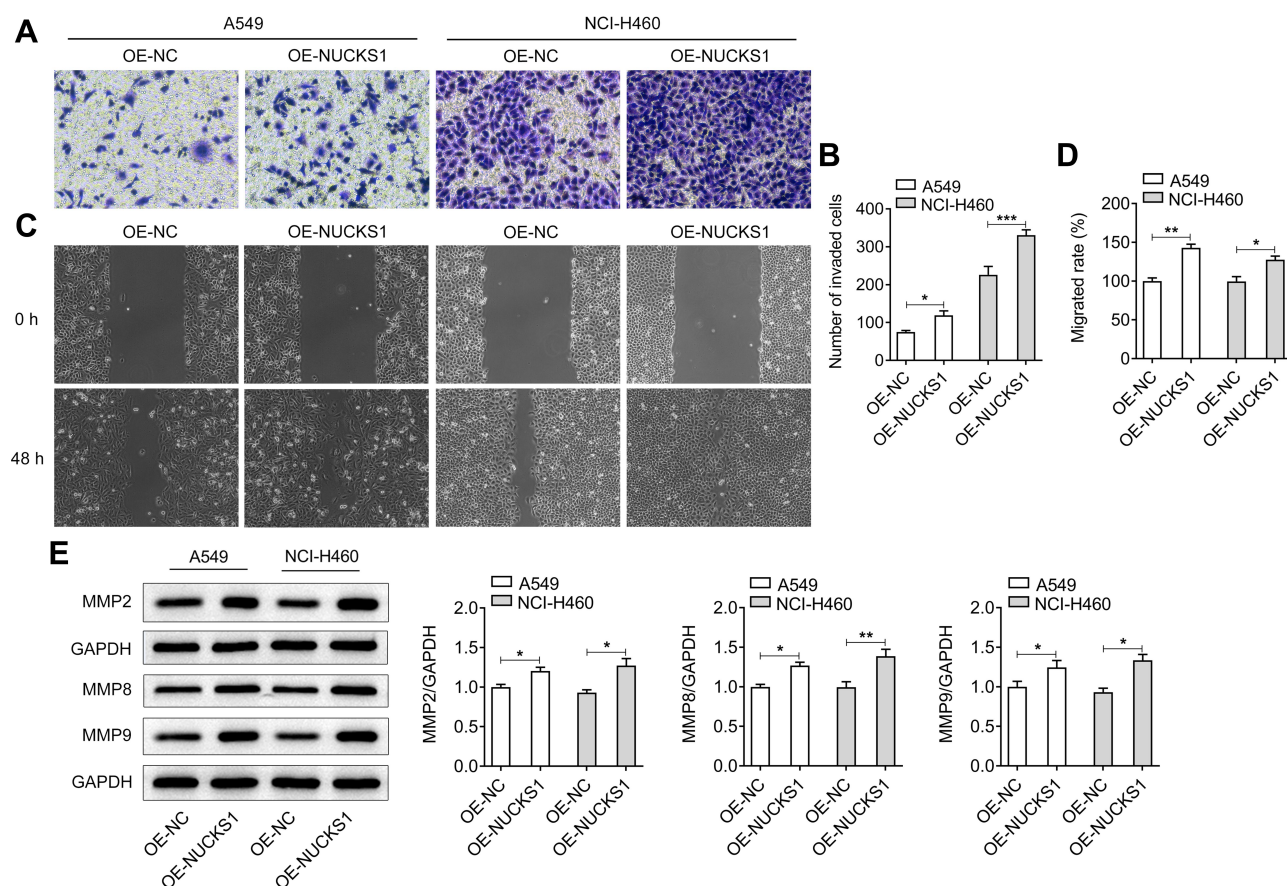 A
A549
NCI-H460
OE-NC
OE-NUCKS1
OE-NC
OE-NUCKS1
B
A549
NCI-H460
Number of invaded cells
400
300
200
100
0
*
***
OE-NC
OE-NUCKS1
OE-NC
OE-NUCKS1
D
A549
NCI-H460
Migrated rate (%)
200
150
100
50
0
**
*
OE-NC
OE-NUCKS1
OE-NC
OE-NUCKS1
C
OE-NC
OE-NUCKS1
OE-NC
OE-NUCKS1
0 h
48 h
E
A549
NCI-H460
MMP2
GAPDH
MMP8
MMP9
GAPDH
OE-NC
OE-NUCKS1
OE-NC
OE-NUCKS1
A549
NCI-H460
MMP2/GAPDH
2.0
1.5
1.0
0.5
0.0
*
*
OE-NC
OE-NUCKS1
OE-NC
OE-NUCKS1
A549
NCI-H460
MMP8/GAPDH
2.0
1.5
1.0
0.5
0.0
*
**
OE-NC
OE-NUCKS1
OE-NC
OE-NUCKS1
A549
NCI-H460
MMP9/GAPDH
2.0
1.5
1.0
0.5
0.0
*
*
OE-NC
OE-NUCKS1
OE-NC
OE-NUCKS1